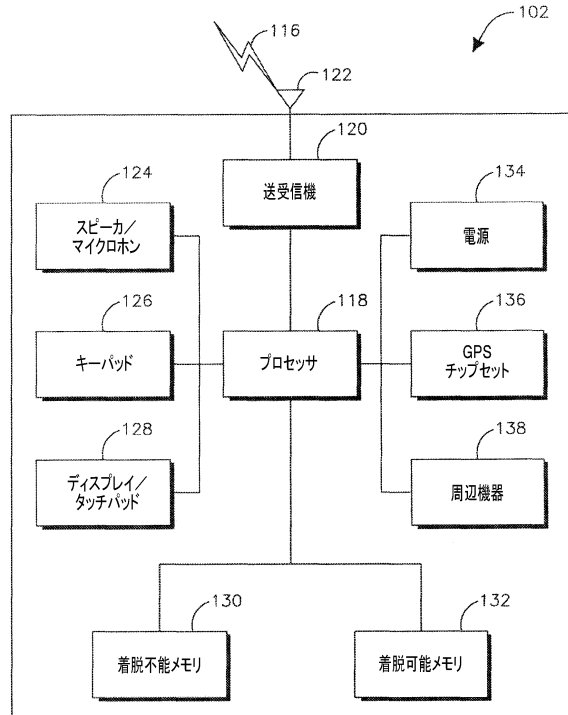 102
116
122
120
送受信機
124
スピーカ／
マイクロホン
134
電源
126
キーパッド
118
プロセッサ
136
GPS
チップセット
128
ディスプレイ／
タッチパッド
138
周辺機器
130
着脱不能メモリ
132
着脱可能メモリ